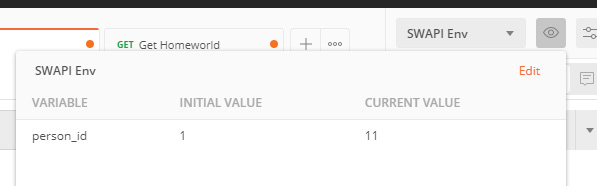 GET Get Homeworld
SWAPI Env
SWAPI Env Edit
VARIABLE INITIAL VALUE CURRENT VALUE
person_id 1 11